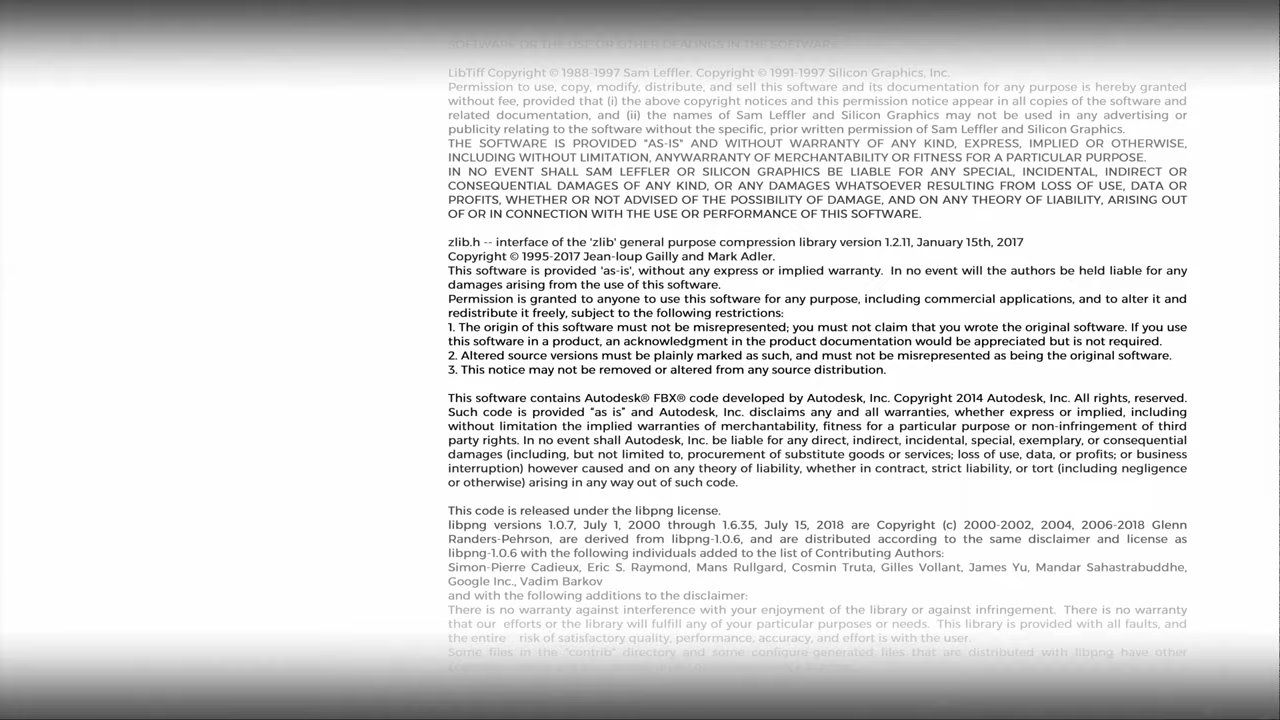 SOFTWARE OR THE USE OR OTHER DEALINGS IN THE SOFTWARE.
LibTiff Copyright © 1988-1997 Sam Leffler. Copyright © 1991-1997 Silicon Graphics, Inc.
Permission to use, copy, modify, distribute, and sell this software and its documentation for any purpose is hereby granted
without fee, provided that (i) the above copyright notices and this permission notice appear in all copies of the software and
related documentation, and (ii) the names of Sam Leffler and Silicon Graphics may not be used in any advertising or
publicity relating to the software without the specific, prior written permission of Sam Leffler and Silicon Graphics.
THE SOFTWARE IS PROVIDED "AS-IS" AND WITHOUT WARRANTY OF ANY KIND, EXPRESS, IMPLIED OR OTHERWISE,
INCLUDING WITHOUT LIMITATION, ANYWARRANTY OF MERCHANTABILITY OR FITNESS FOR A PARTICULAR PURPOSE.
IN NO EVENT SHALL SAM LEFFLER OR SILICON GRAPHICS BE LIABLE FOR ANY SPECIAL, INCIDENTAL, INDIRECT OR
CONSEQUENTIAL DAMAGES OF ANY KIND, OR ANY DAMAGES WHATSOEVER RESULTING FROM LOSS OF USE, DATA OR
PROFITS, WHETHER OR NOT ADVISED OF THE POSSIBILITY OF DAMAGE, AND ON ANY THEORY OF LIABILITY, ARISING OUT
OF OR IN CONNECTION WITH THE USE OR PERFORMANCE OF THIS SOFTWARE.
zlib.h -- interface of the 'zlib' general purpose compression library version 1.2.11, January 15th, 2017
Copyright © 1995-2017 Jean-loup Gailly and Mark Adler.
This software is provided 'as-is', without any express or implied warranty. In no event will the authors be held liable for any
damages arising from the use of this software.
Permission is granted to anyone to use this software for any purpose, including commercial applications, and to alter it and
redistribute it freely, subject to the following restrictions:
1. The origin of this software must not be misrepresented; you must not claim that you wrote the original software. If you use
this software in a product, an acknowledgment in the product documentation would be appreciated but is not required.
2. Altered source versions must be plainly marked as such, and must not be misrepresented as being the original software.
3. This notice may not be removed or altered from any source distribution.
This software contains Autodesk® FBX® code developed by Autodesk, Inc. Copyright 2014 Autodesk, Inc. All rights, reserved.
Such code is provided “as is” and Autodesk, Inc. disclaims any and all warranties, whether express or implied, including
without limitation the implied warranties of merchantability, fitness for a particular purpose or non-infringement of third
party rights. In no event shall Autodesk, Inc. be liable for any direct, indirect, incidental, special, exemplary, or consequential
damages (including, but not limited to, procurement of substitute goods or services; loss of use, data, or profits; or business
interruption) however caused and on any theory of liability, whether in contract, strict liability, or tort (including negligence
or otherwise) arising in any way out of such code.
This code is released under the libpng license.
libpng versions 1.0.7, July 1, 2000 through 1.6.35, July 15, 2018 are Copyright (c) 2000-2002, 2004, 2006-2018 Glenn
Randers-Pehrson, are derived from libpng-1.0.6, and are distributed according to the same disclaimer and license as
libpng-1.0.6 with the following individuals added to the list of Contributing Authors:
Simon-Pierre Cadieux, Eric S. Raymond, Mans Rullgard, Cosmin Truta, Gilles Vollant, James Yu, Mandar Sahastrabuddhe,
Google Inc., Vadim Barkov
and with the following additions to the disclaimer:
There is no warranty against interference with your enjoyment of the library or against infringement. There is no warranty
that our efforts or the library will fulfill any of your particular purposes or needs. This library is provided with all faults, and
the entire risk of satisfactory quality, performance, accuracy, and effort is with the user.
Some files in the "contrib" directory and some configure-generated files that are distributed with libpng have other